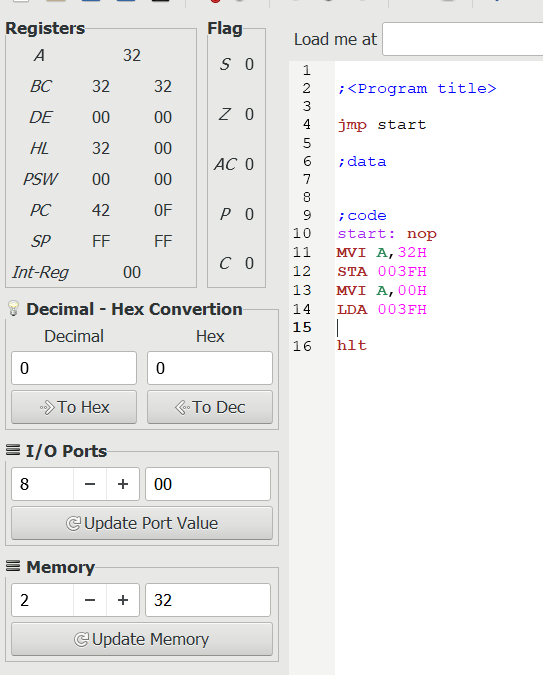 Registers
A 32
BC 32 32
DE 00 00
HL 32 00
PSW 00 00
PC 42 0F
SP FF FF
Int-Reg 00
Flag
S 0
Z 0
AC 0
P 0
C 0
Decimal - Hex Convertion
Decimal Hex
0 0
To Hex To Dec
I/O Ports
8 − + 00
Update Port Value
Memory
2 − + 32
Update Memory
Load me at
1
2 ;<Program title>
3
4 jmp start
5
6 ;data
7
8
9 ;code
10 start: nop
11 MVI A,32H
12 STA 003FH
13 MVI A,00H
14 LDA 003FH
15
16 hlt